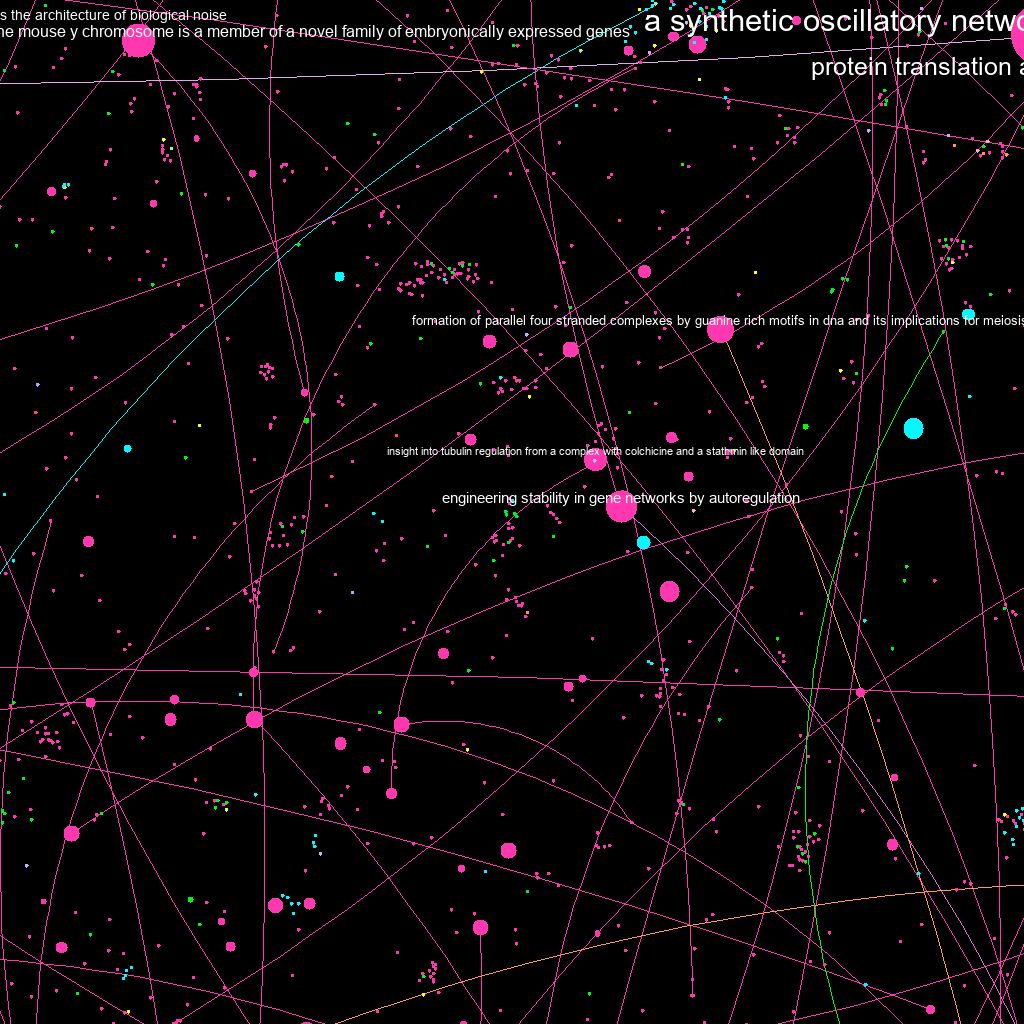 s the architecture of biological noise
a synthetic oscillatory netwo
he mouse y chromosome is a member of a novel family of embryonically expressed genes
protein translation a
formation of parallel four stranded complexes by guanine rich motifs in dna and its implications for meiosis
insight into tubulin regulation from a complex with colchicine and a stathmin like domain
engineering stability in gene networks by autoregulation